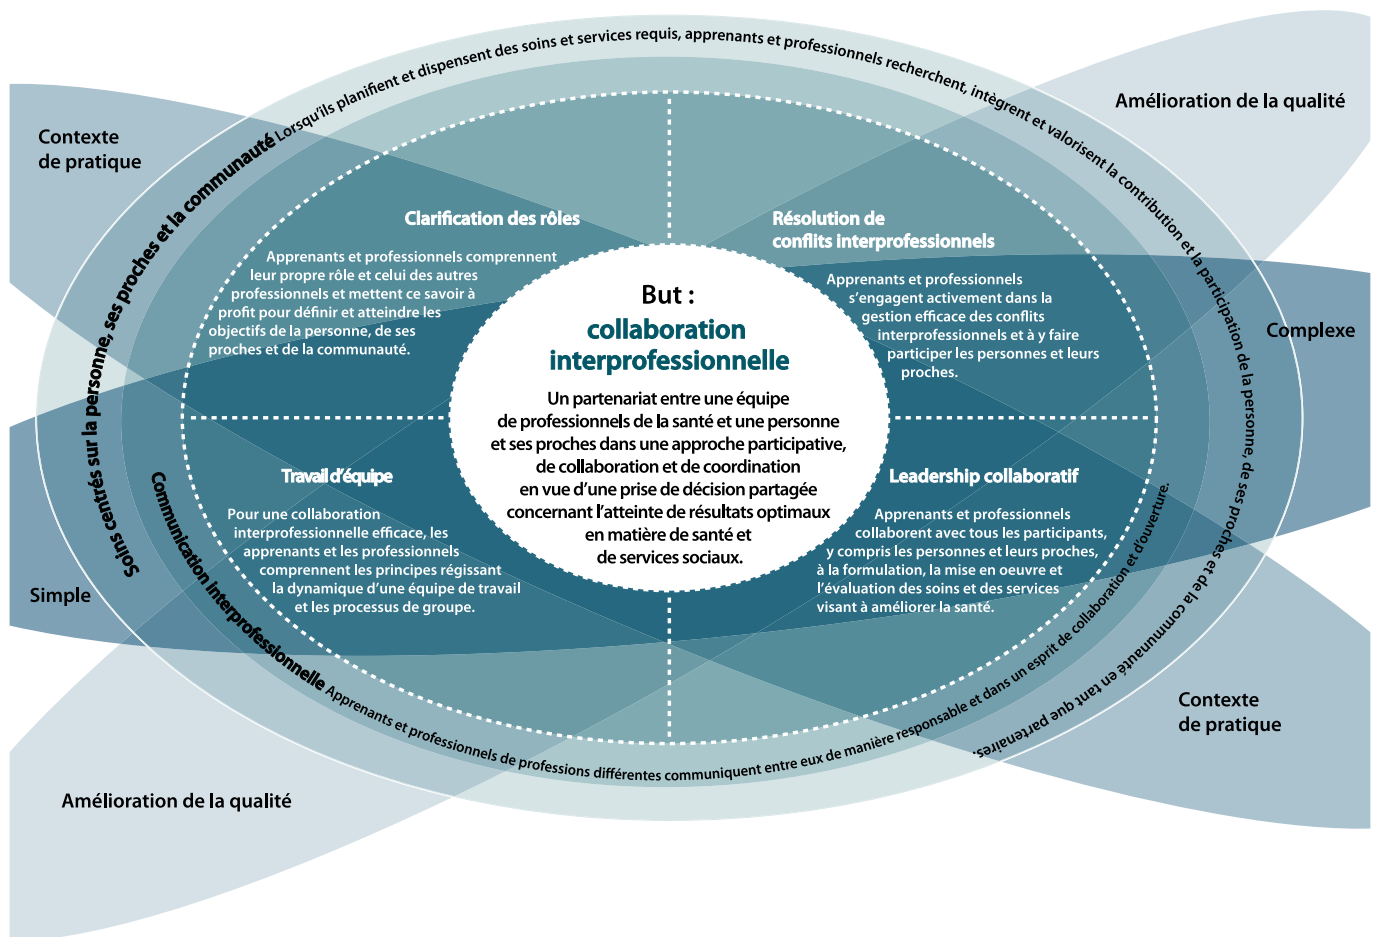 Soins centrés sur la personne, ses proches et la communauté Lorsqu'ils planifient et dispensent des soins et services requis, apprenants et professionnels recherchent, intègrent et valorisent la contribution et la participation de la personne, de ses proches et de la communauté en tant que partenaires.
Contexte
de pratique
Amélioration de la qualité
Clarification des rôles
Apprenants et professionnels comprennent
leur propre rôle et celui des autres
professionnels et mettent ce savoir à
profit pour définir et atteindre les
objectifs de la personne, de ses
proches et de la communauté.
Résolution de
conflits interprofessionnels
Apprenants et professionnels
s'engagent activement dans la
gestion efficace des conflits
interprofessionnels et à y faire
participer les personnes et leurs
proches.
But :
collaboration
interprofessionnelle
Un partenariat entre une équipe
de professionnels de la santé et une personne
et ses proches dans une approche participative,
de collaboration et de coordination
en vue d'une prise de décision partagée
concernant l'atteinte de résultats optimaux
en matière de santé et
de services sociaux.
Complexe
Travail d'équipe
Pour une collaboration
interprofessionnelle efficace, les
apprenants et les professionnels
comprennent les principes régissant
la dynamique d'une équipe de travail
et les processus de groupe.
Leadership collaboratif
Apprenants et professionnels
collaborent avec tous les participants,
y compris les personnes et leurs proches,
à la formulation, la mise en oeuvre et
l'évaluation des soins et des services
visant à améliorer la santé.
Simple
Communication interprofessionnelle Apprenants et professionnels de professions différentes communiquent entre eux de manière responsable et dans un esprit de collaboration et d'ouverture.
Contexte
de pratique
Amélioration de la qualité